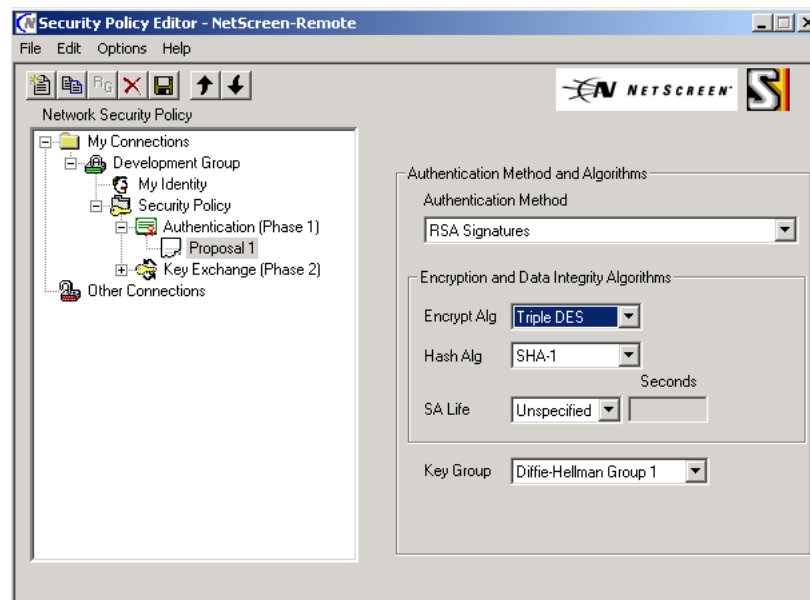 Security Policy Editor - NetScreen-Remote
File Edit Options Help
RG
Network Security Policy
N NETSCREEN
S
My Connections
Development Group
My Identity
Security Policy
Authentication (Phase 1)
Proposal 1
Key Exchange (Phase 2)
Other Connections
Authentication Method and Algorithms
Authentication Method
RSA Signatures
Encryption and Data Integrity Algorithms
Encrypt Alg Triple DES
Hash Alg SHA-1
Seconds
SA Life Unspecified
Key Group Diffie-Hellman Group 1